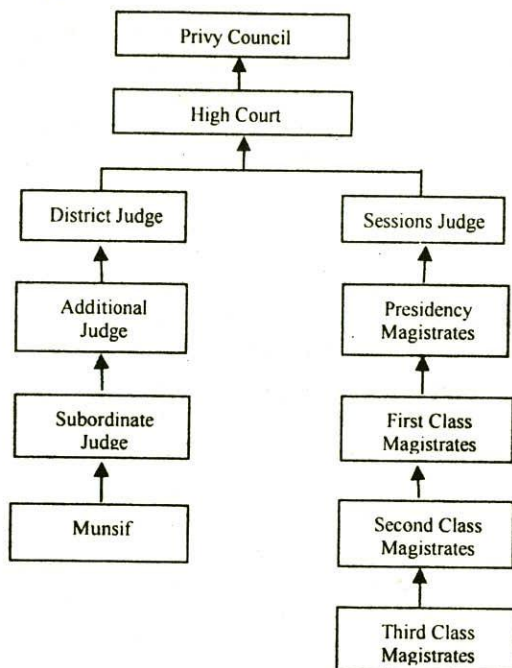 Privy Council
High Court
District Judge
Sessions Judge
Additional
Judge
Presidency
Magistrates
Subordinate
Judge
First Class
Magistrates
Munsif
Second Class
Magistrates
Third Class
Magistrates